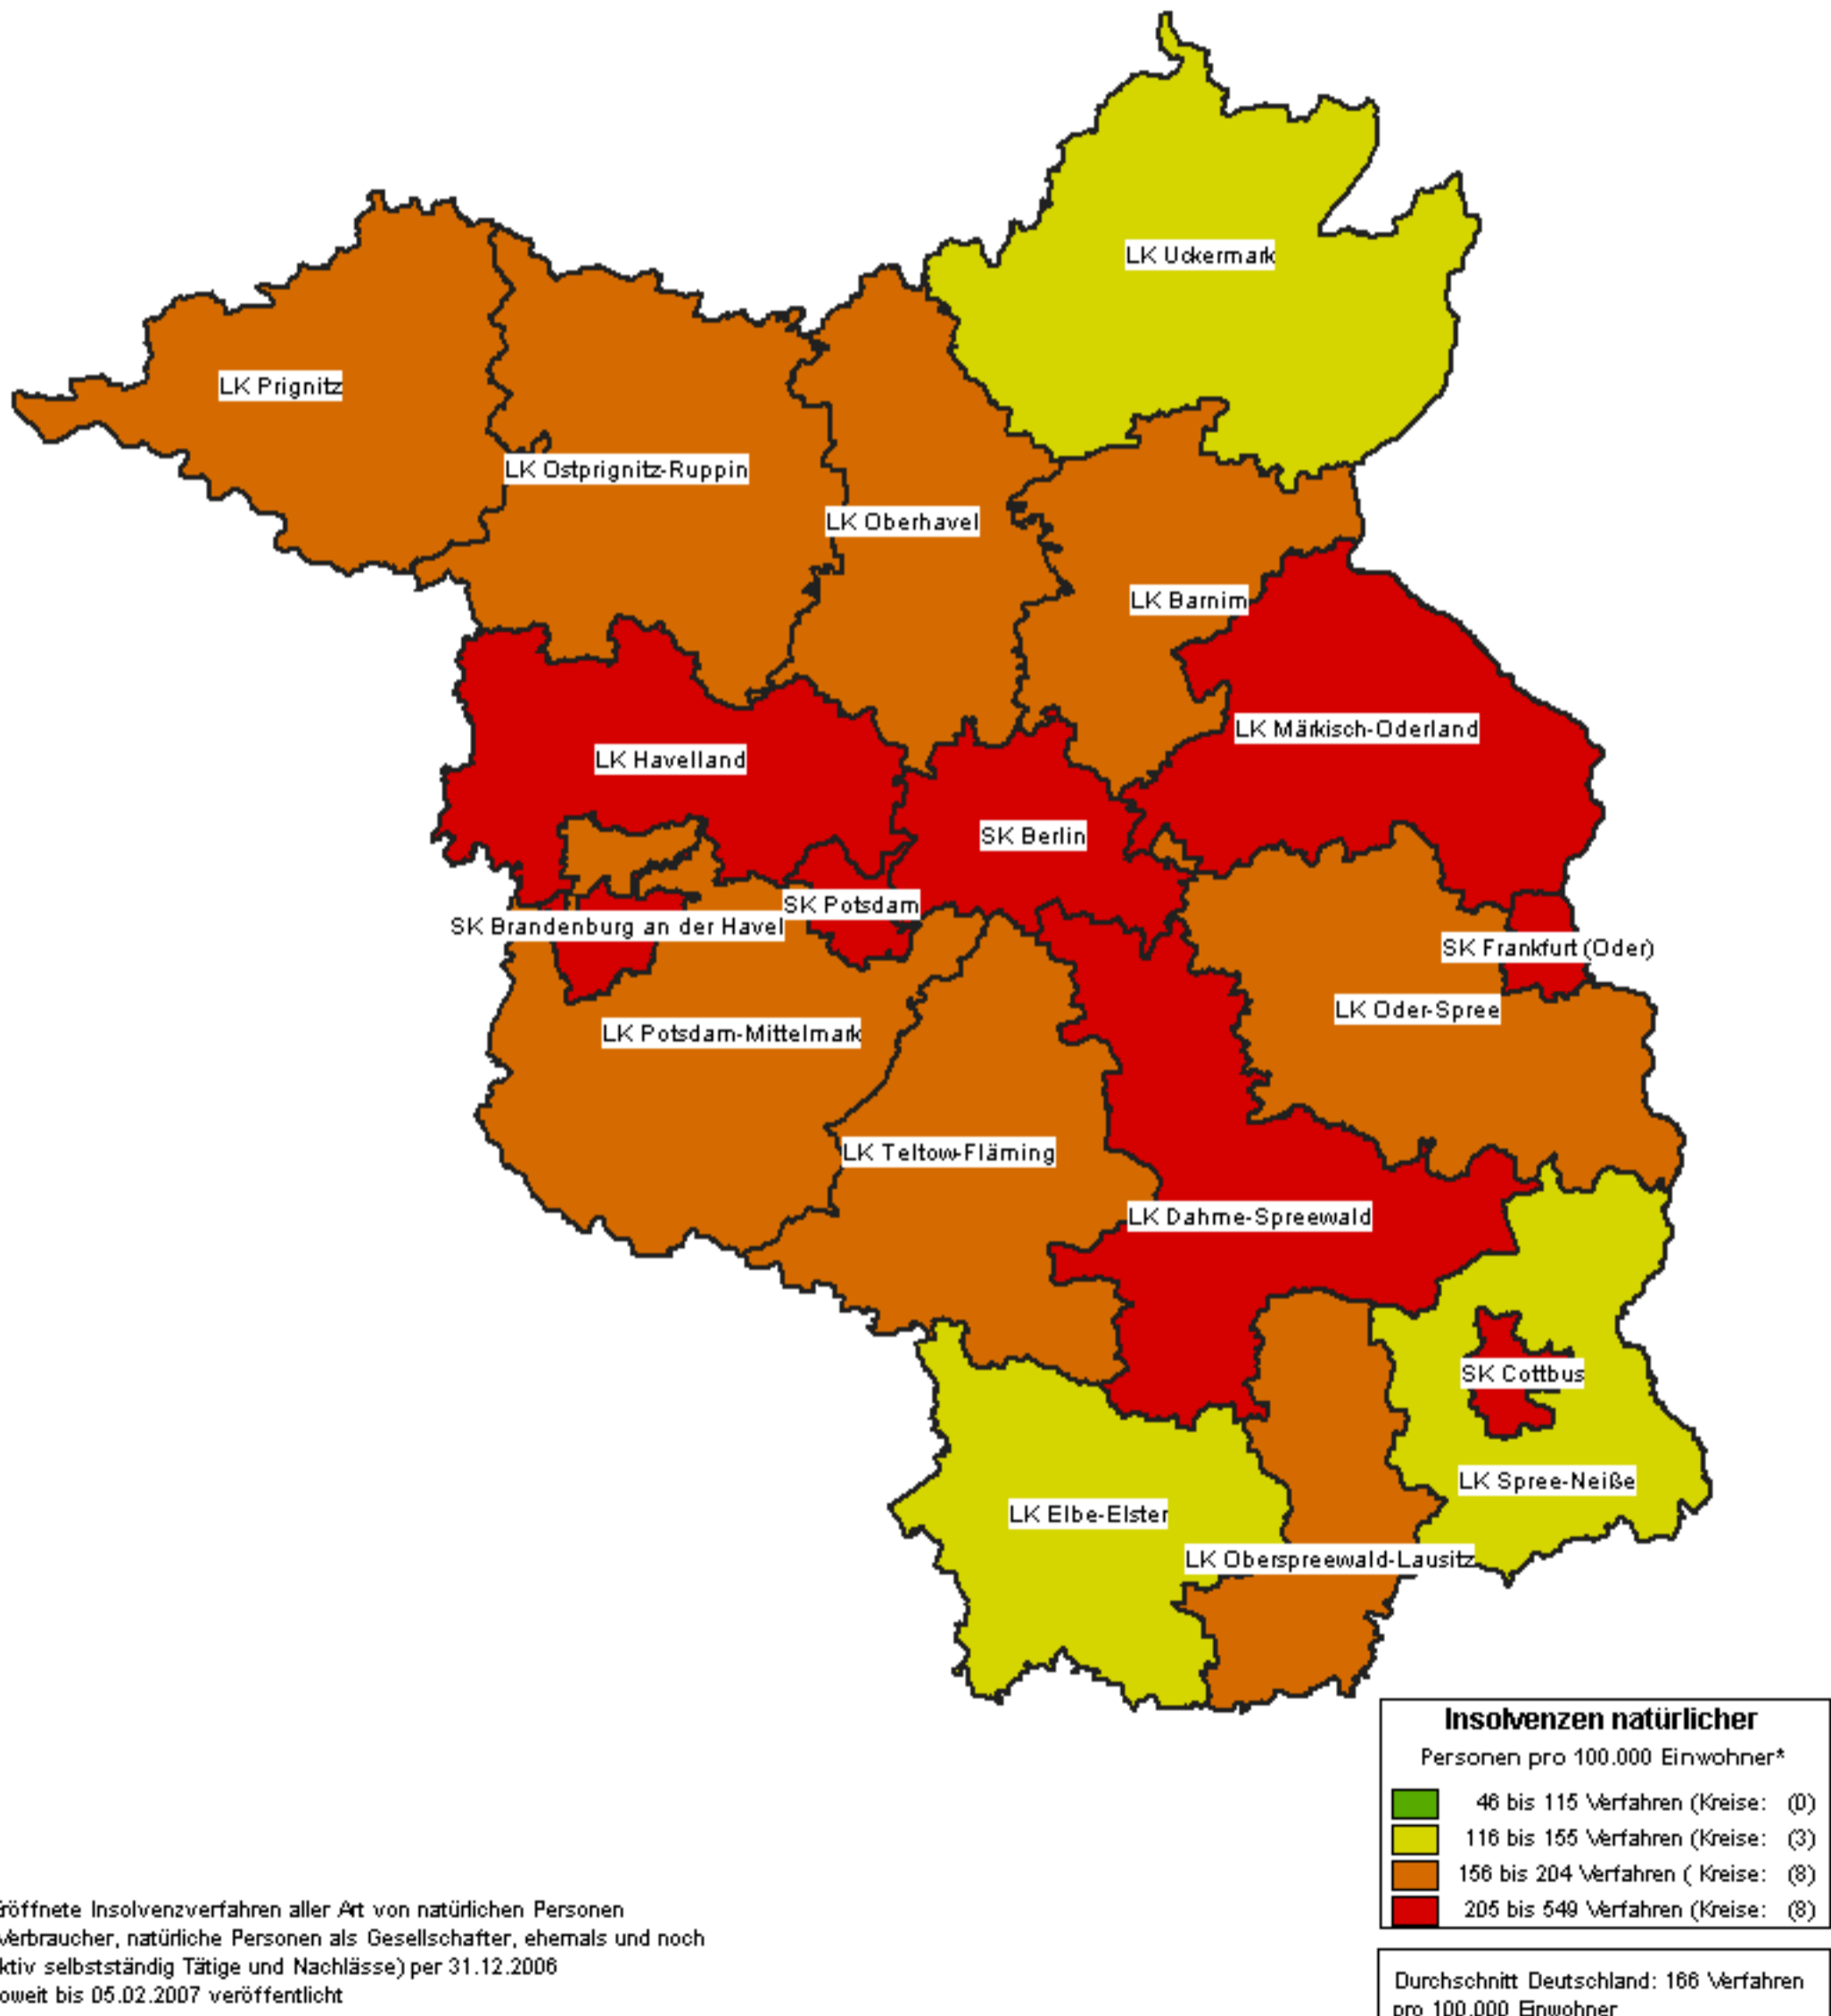 LK Uckermark
LK Prignitz
LK Ostprignitz-Ruppin
LK Oberhavel
LK Barnim
LK Märkisch-Oderland
LK Havelland
SK Berlin
SK Potsdam
SK Brandenburg an der Havel
SK Frankfurt (Oder)
LK Oder-Spree
LK Potsdam-Mittelmark
LK Teltow-Fläming
LK Dahme-Spreewald
SK Cottbus
LK Spree-Neiße
LK Elbe-Elster
LK Oberspreewald-Lausitz
Insolvenzen natürlicher
Personen pro 100.000 Einwohner*
46 bis 115 Verfahren (Kreise: (0)
116 bis 155 Verfahren (Kreise: (3)
156 bis 204 Verfahren ( Kreise: (8)
205 bis 549 Verfahren (Kreise: (8)
röffnete Insolvenzverfahren aller Art von natürlichen Personen
Verbraucher, natürliche Personen als Gesellschafter, ehemals und noch
ktiv selbstständig Tätige und Nachlässe) per 31.12.2006
oweit bis 05.02.2007 veröffentlicht
Durchschnitt Deutschland: 166 Verfahren
pro 100.000 Einwohner